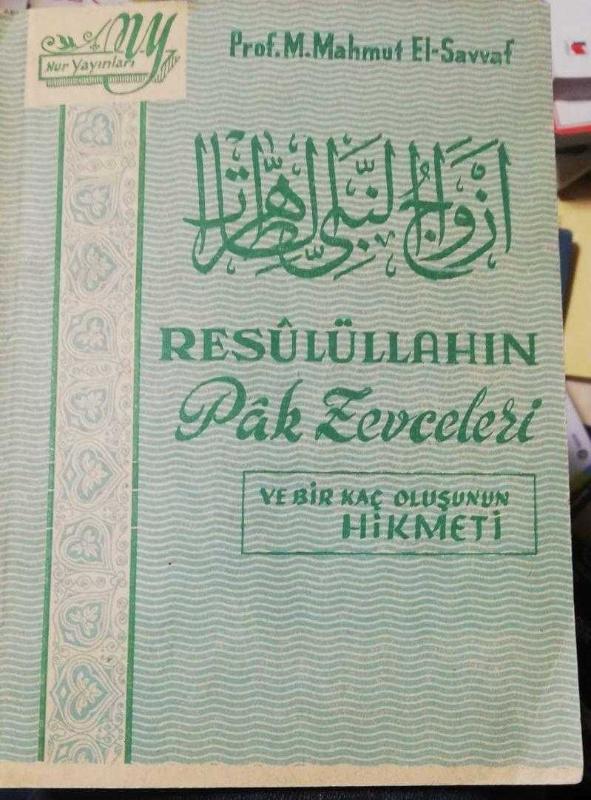 NY
Nur Yayınları
Prof. M. Mahmut El-Savvaf
أزواج النبي الطاهرات
RESÛLÜLLAHIN
Pâk Zevceleri
VE BİR KAÇ OLUŞUNUN
HİKMETİ